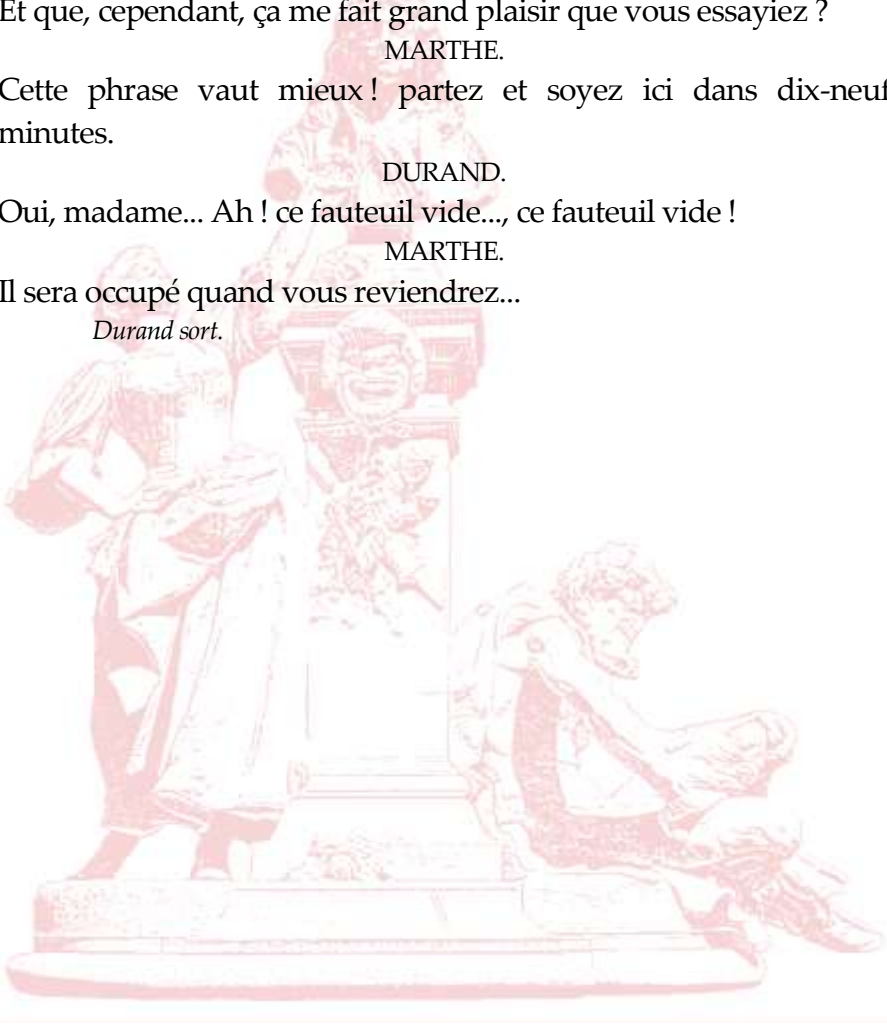 Et que, cependant, ça me fait grand plaisir que vous essayiez ?
MARTHE.
Cette phrase vaut mieux ! partez et soyez ici dans dix-neuf
minutes.
DURAND.
Oui, madame... Ah ! ce fauteuil vide..., ce fauteuil vide !
MARTHE.
Il sera occupé quand vous reviendrez...
Durand sort.